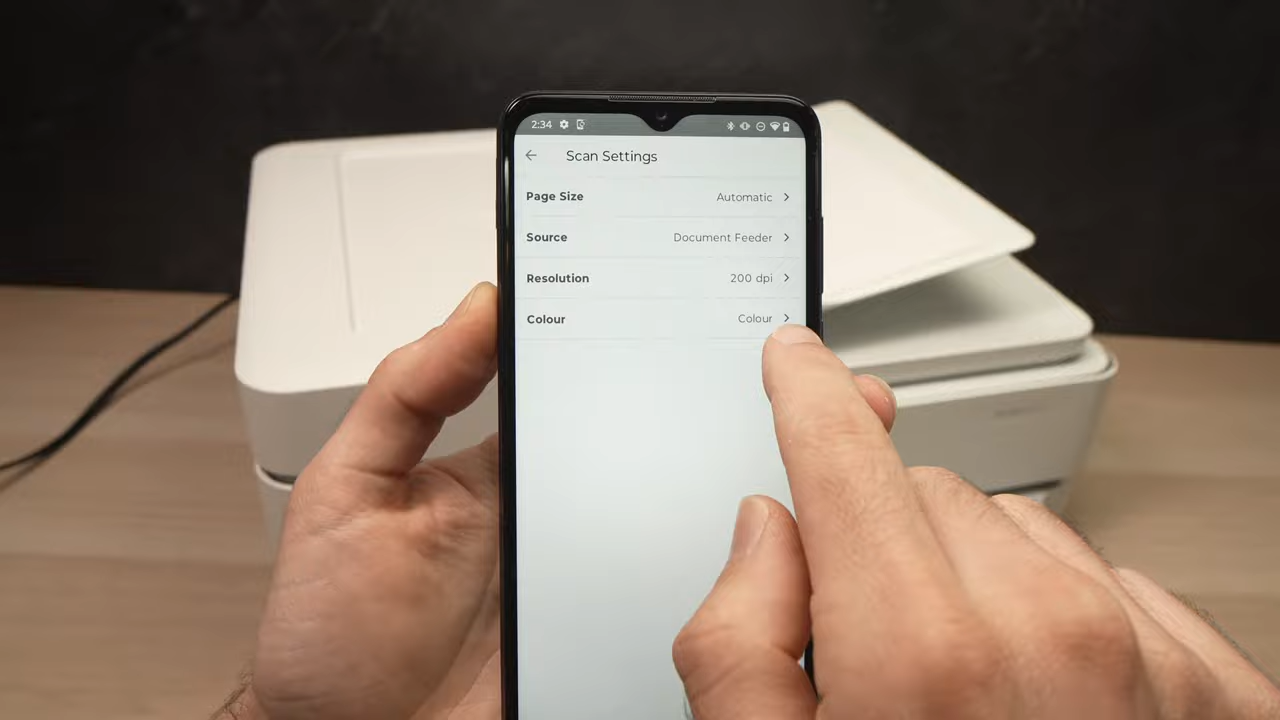 2:34
Scan Settings
Page Size Automatic
Source Document Feeder
Resolution 200 dpi
Colour Colour